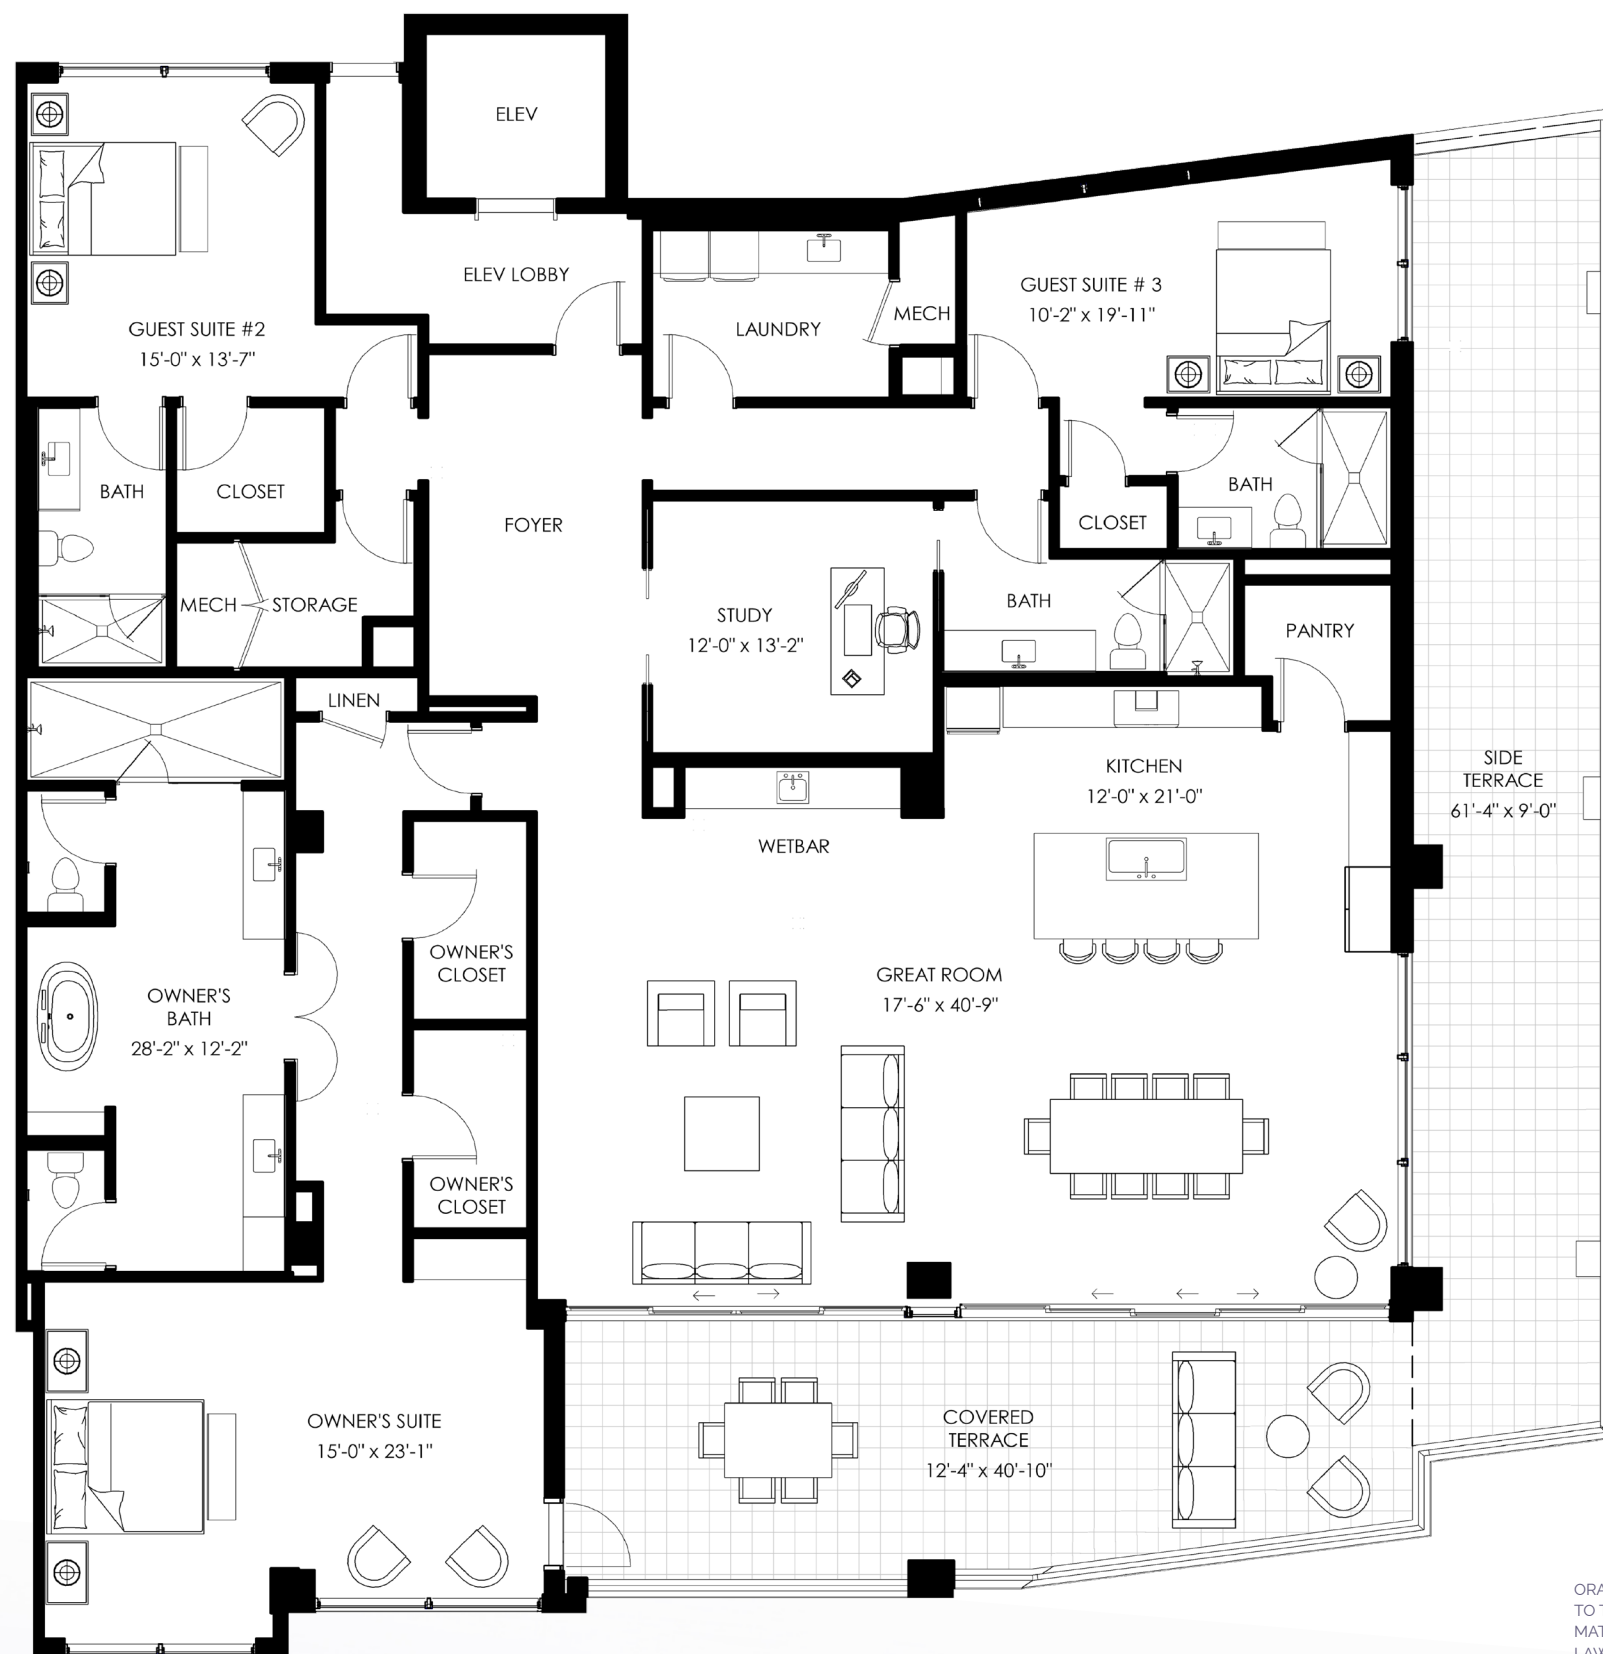 ELEV
ELEV LOBBY
GUEST SUITE #2
15'-0" x 13'-7"
LAUNDRY
MECH
GUEST SUITE # 3
10'-2" x 19'-11"
BATH
CLOSET
FOYER
BATH
CLOSET
MECH
STORAGE
STUDY
12'-0" x 13'-2"
BATH
PANTRY
LINEN
KITCHEN
12'-0" x 21'-0"
SIDE
TERRACE
61'-4" x 9'-0"
WETBAR
OWNER'S
CLOSET
GREAT ROOM
17'-6" x 40'-9"
OWNER'S
BATH
28'-2" x 12'-2"
OWNER'S
CLOSET
OWNER'S SUITE
15'-0" x 23'-1"
COVERED
TERRACE
12'-4" x 40'-10"
TO